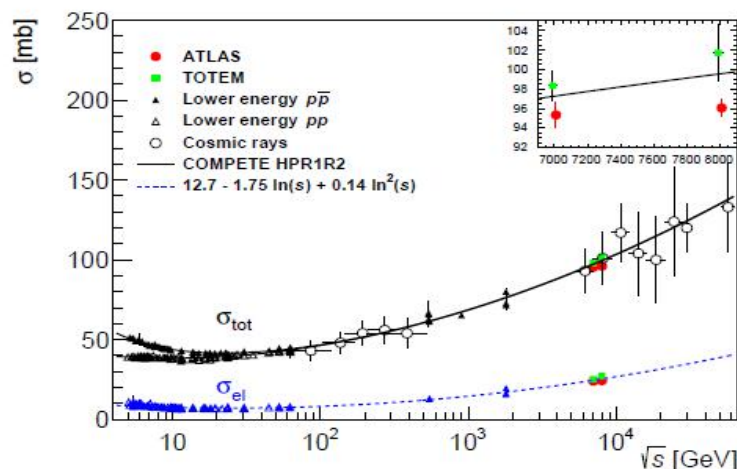 σ [mb]
250
200
150
100
50
0
ATLAS
TOTEM
Lower energy pp̅
Lower energy pp
Cosmic rays
COMPETE HPR1R2
12.7 - 1.75 ln(s) + 0.14 ln²(s)
104
102
100
98
96
94
92
7000 7200 7400 7600 7800 8000
σtot
σel
10 10² 10³ 10⁴
√s [GeV]